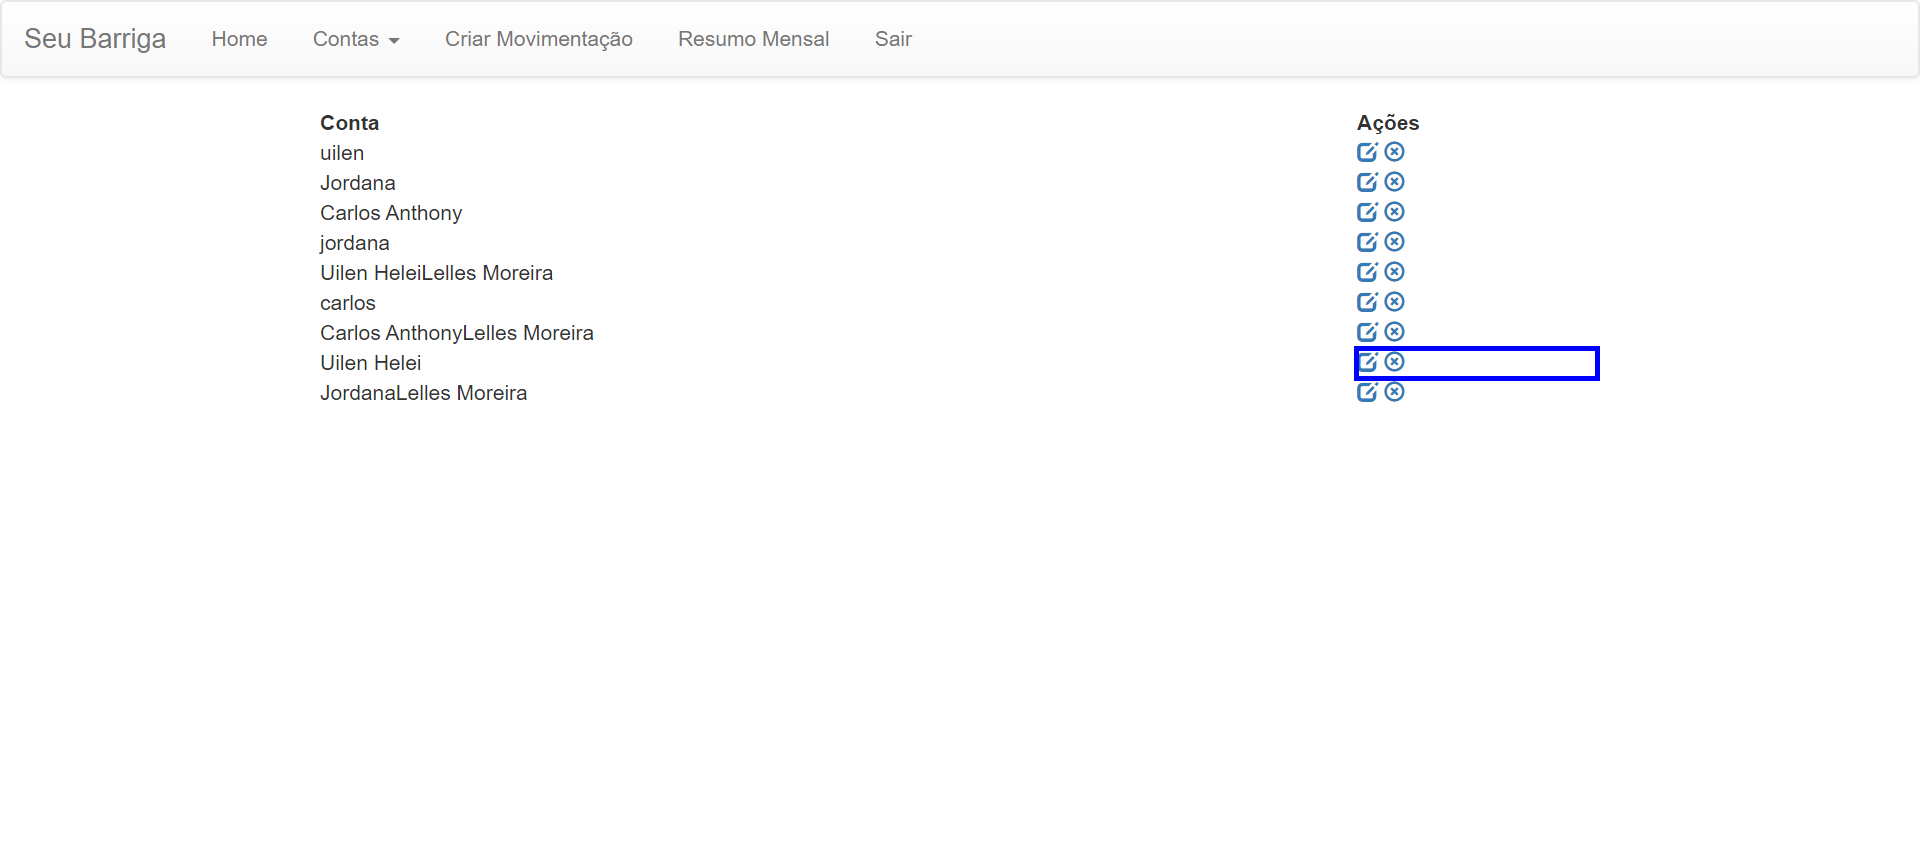 Seu Barriga Home Contas Criar Movimentação Resumo Mensal Sair
Conta Ações
uilen
Jordana
Carlos Anthony
jordana
Uilen HeleiLelles Moreira
carlos
Carlos AnthonyLelles Moreira
Uilen Helei
JordanaLelles Moreira